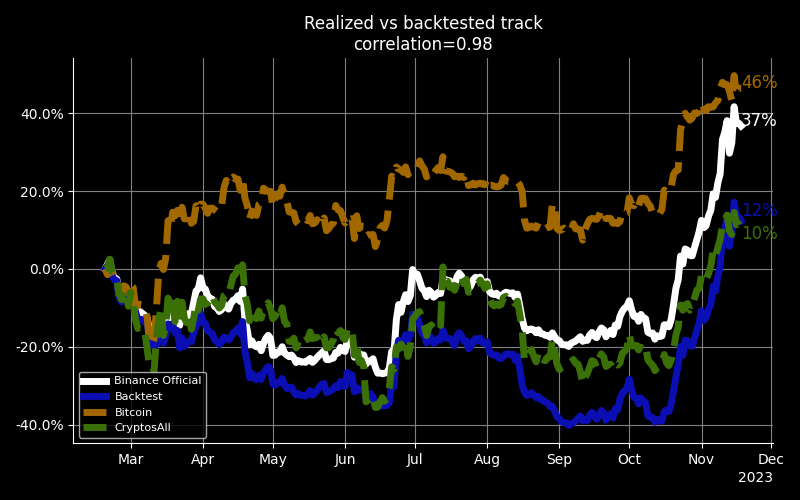 Realized vs backtested track
correlation=0.98
46%
40.0%
37%
20.0%
12%
10%
0.0%
-20.0%
Binance Official
Backtest
Bitcoin
CryptosAll
-40.0%
Mar Apr May Jun Jul Aug Sep Oct Nov Dec
2023